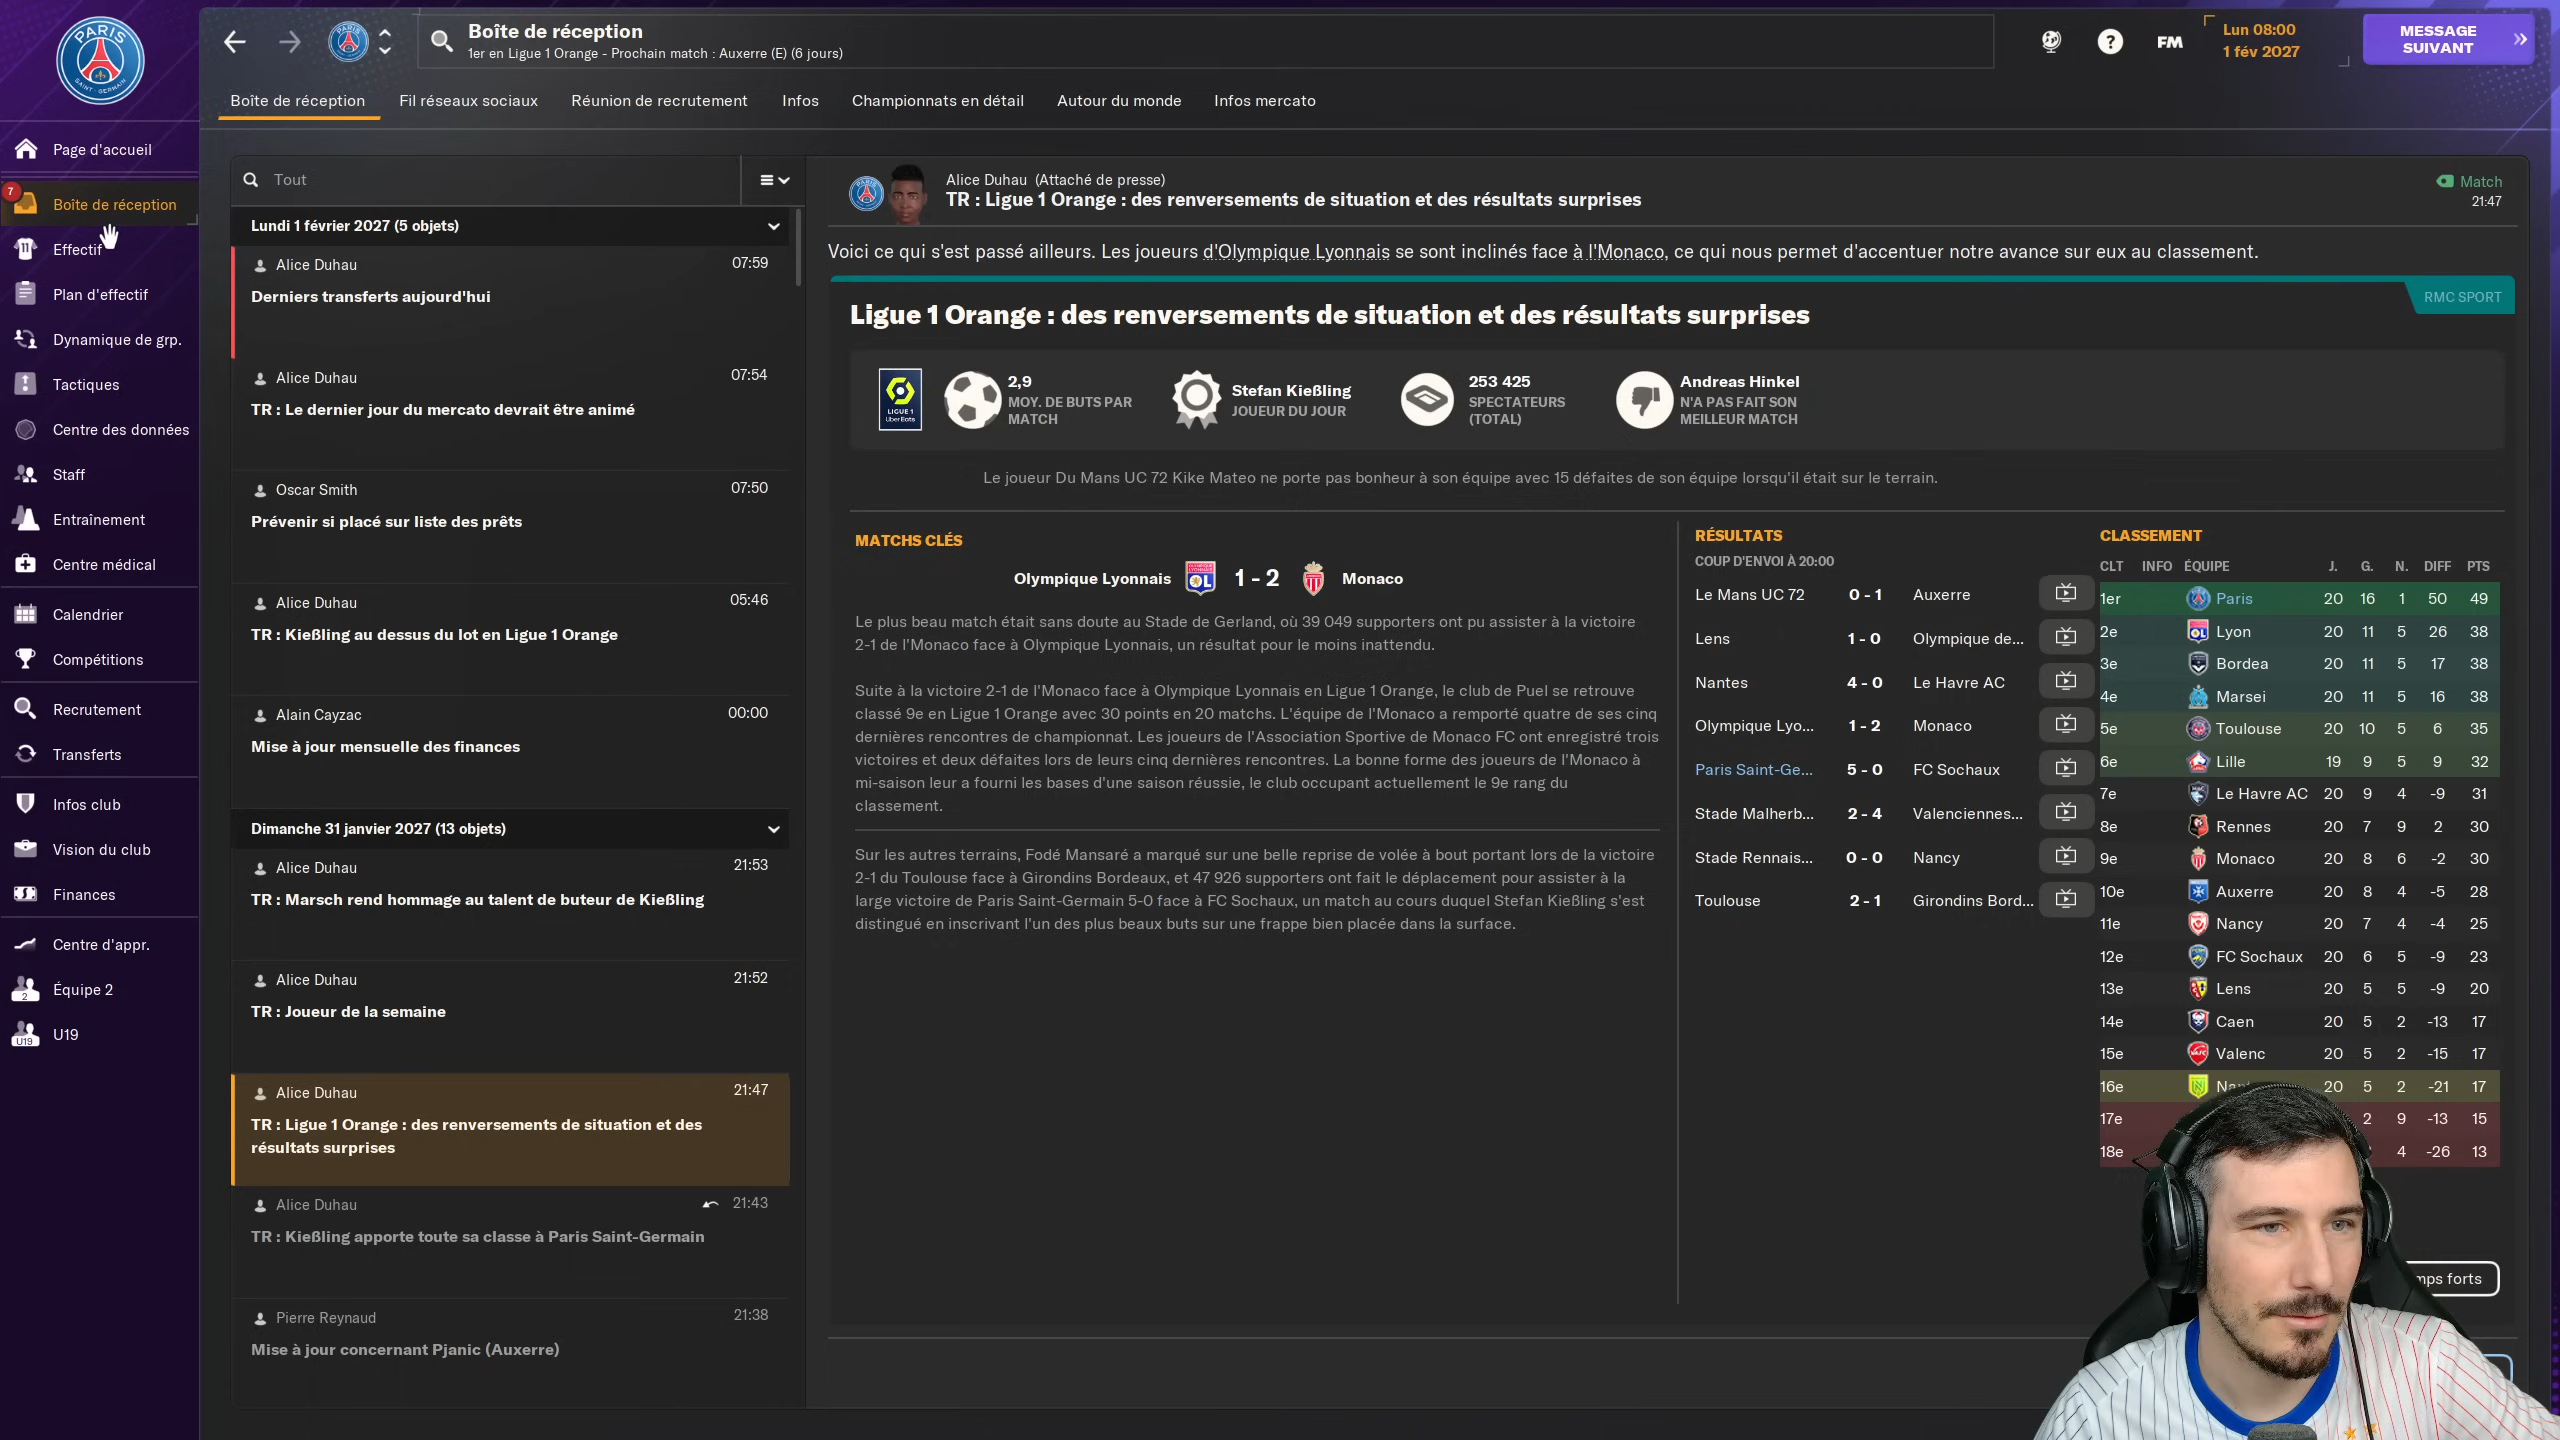 Boîte de réception
1er en Ligue 1 Orange - Prochain match : Auxerre (E) (6 jours)
FM
Lun 08:00
1 fév 2027
MESSAGE
SUIVANT
Boîte de réception
Fil réseaux sociaux
Réunion de recrutement
Infos
Championnats en détail
Autour du monde
Infos mercato
Page d'accueil
7
Boîte de réception
Effectif
Plan d'effectif
Dynamique de grp.
Tactiques
Centre des données
Staff
Entraînement
Centre médical
Calendrier
Compétitions
Recrutement
Transferts
Infos club
Vision du club
Finances
Centre d'appr.
2
Équipe 2
U19
U19
Tout
Lundi 1 février 2027 (5 objets)
Alice Duhau 07:59
Derniers transferts aujourd'hui
Alice Duhau 07:54
TR : Le dernier jour du mercato devrait être animé
Oscar Smith 07:50
Prévenir si placé sur liste des prêts
Alice Duhau 05:46
TR : Kießling au dessus du lot en Ligue 1 Orange
Alain Cayzac 00:00
Mise à jour mensuelle des finances
Dimanche 31 janvier 2027 (13 objets)
Alice Duhau 21:53
TR : Marsch rend hommage au talent de buteur de Kießling
Alice Duhau 21:52
TR : Joueur de la semaine
Alice Duhau 21:47
TR : Ligue 1 Orange : des renversements de situation et des
résultats surprises
Alice Duhau 21:43
TR : Kießling apporte toute sa classe à Paris Saint-Germain
Pierre Reynaud 21:38
Mise à jour concernant Pjanic (Auxerre)
Alice Duhau (Attaché de presse)
TR : Ligue 1 Orange : des renversements de situation et des résultats surprises
Match
21:47
Voici ce qui s'est passé ailleurs. Les joueurs d'Olympique Lyonnais se sont inclinés face à l'Monaco, ce qui nous permet d'accentuer notre avance sur eux au classement.
RMC SPORT
Ligue 1 Orange : des renversements de situation et des résultats surprises
LIGUE 1
Uber Eats
2,9
MOY. DE BUTS PAR
MATCH
Stefan Kießling
JOUEUR DU JOUR
253 425
SPECTATEURS
(TOTAL)
Andreas Hinkel
N'A PAS FAIT SON
MEILLEUR MATCH
Le joueur Du Mans UC 72 Kike Mateo ne porte pas bonheur à son équipe avec 15 défaites de son équipe lorsqu'il était sur le terrain.
MATCHS CLÉS
Olympique Lyonnais 1 - 2 Monaco
Le plus beau match était sans doute au Stade de Gerland, où 39 049 supporters ont pu assister à la victoire
2-1 de l'Monaco face à Olympique Lyonnais, un résultat pour le moins inattendu.
Suite à la victoire 2-1 de l'Monaco face à Olympique Lyonnais en Ligue 1 Orange, le club de Puel se retrouve
classé 9e en Ligue 1 Orange avec 30 points en 20 matchs. L'équipe de l'Monaco a remporté quatre de ses cinq
dernières rencontres de championnat. Les joueurs de l'Association Sportive de Monaco FC ont enregistré trois
victoires et deux défaites lors de leurs cinq dernières rencontres. La bonne forme des joueurs de l'Monaco à
mi-saison leur a fourni les bases d'une saison réussie, le club occupant actuellement le 9e rang du
classement.
Sur les autres terrains, Fodé Mansaré a marqué sur une belle reprise de volée à bout portant lors de la victoire
2-1 du Toulouse face à Girondins Bordeaux, et 47 926 supporters ont fait le déplacement pour assister à la
large victoire de Paris Saint-Germain 5-0 face à FC Sochaux, un match au cours duquel Stefan Kießling s'est
distingué en inscrivant l'un des plus beaux buts sur une frappe bien placée dans la surface.
RÉSULTATS
COUP D'ENVOI À 20:00
Le Mans UC 72 0 - 1 Auxerre
Lens 1 - 0 Olympique de...
Nantes 4 - 0 Le Havre AC
Olympique Lyo... 1 - 2 Monaco
Paris Saint-Ge... 5 - 0 FC Sochaux
Stade Malherb... 2 - 4 Valenciennes...
Stade Rennais... 0 - 0 Nancy
Toulouse 2 - 1 Girondins Bord...
CLASSEMENT
CLT INFO ÉQUIPE J. G. N. DIFF PTS
1er Paris 20 16 1 50 49
2e Lyon 20 11 5 26 38
3e Bordea 20 11 5 17 38
4e Marsei 20 11 5 16 38
5e Toulouse 20 10 5 6 35
6e Lille 19 9 5 9 32
7e Le Havre AC 20 9 4 -9 31
8e Rennes 20 7 9 2 30
9e Monaco 20 8 6 -2 30
10e Auxerre 20 8 4 -5 28
11e Nancy 20 7 4 -4 25
12e FC Sochaux 20 6 5 -9 23
13e Lens 20 5 5 -9 20
14e Caen 20 5 2 -13 17
15e Valenc 20 5 2 -15 17
16e 20 5 2 -21 17
17e 2 9 -13 15
18e 4 -26 13
mps forts